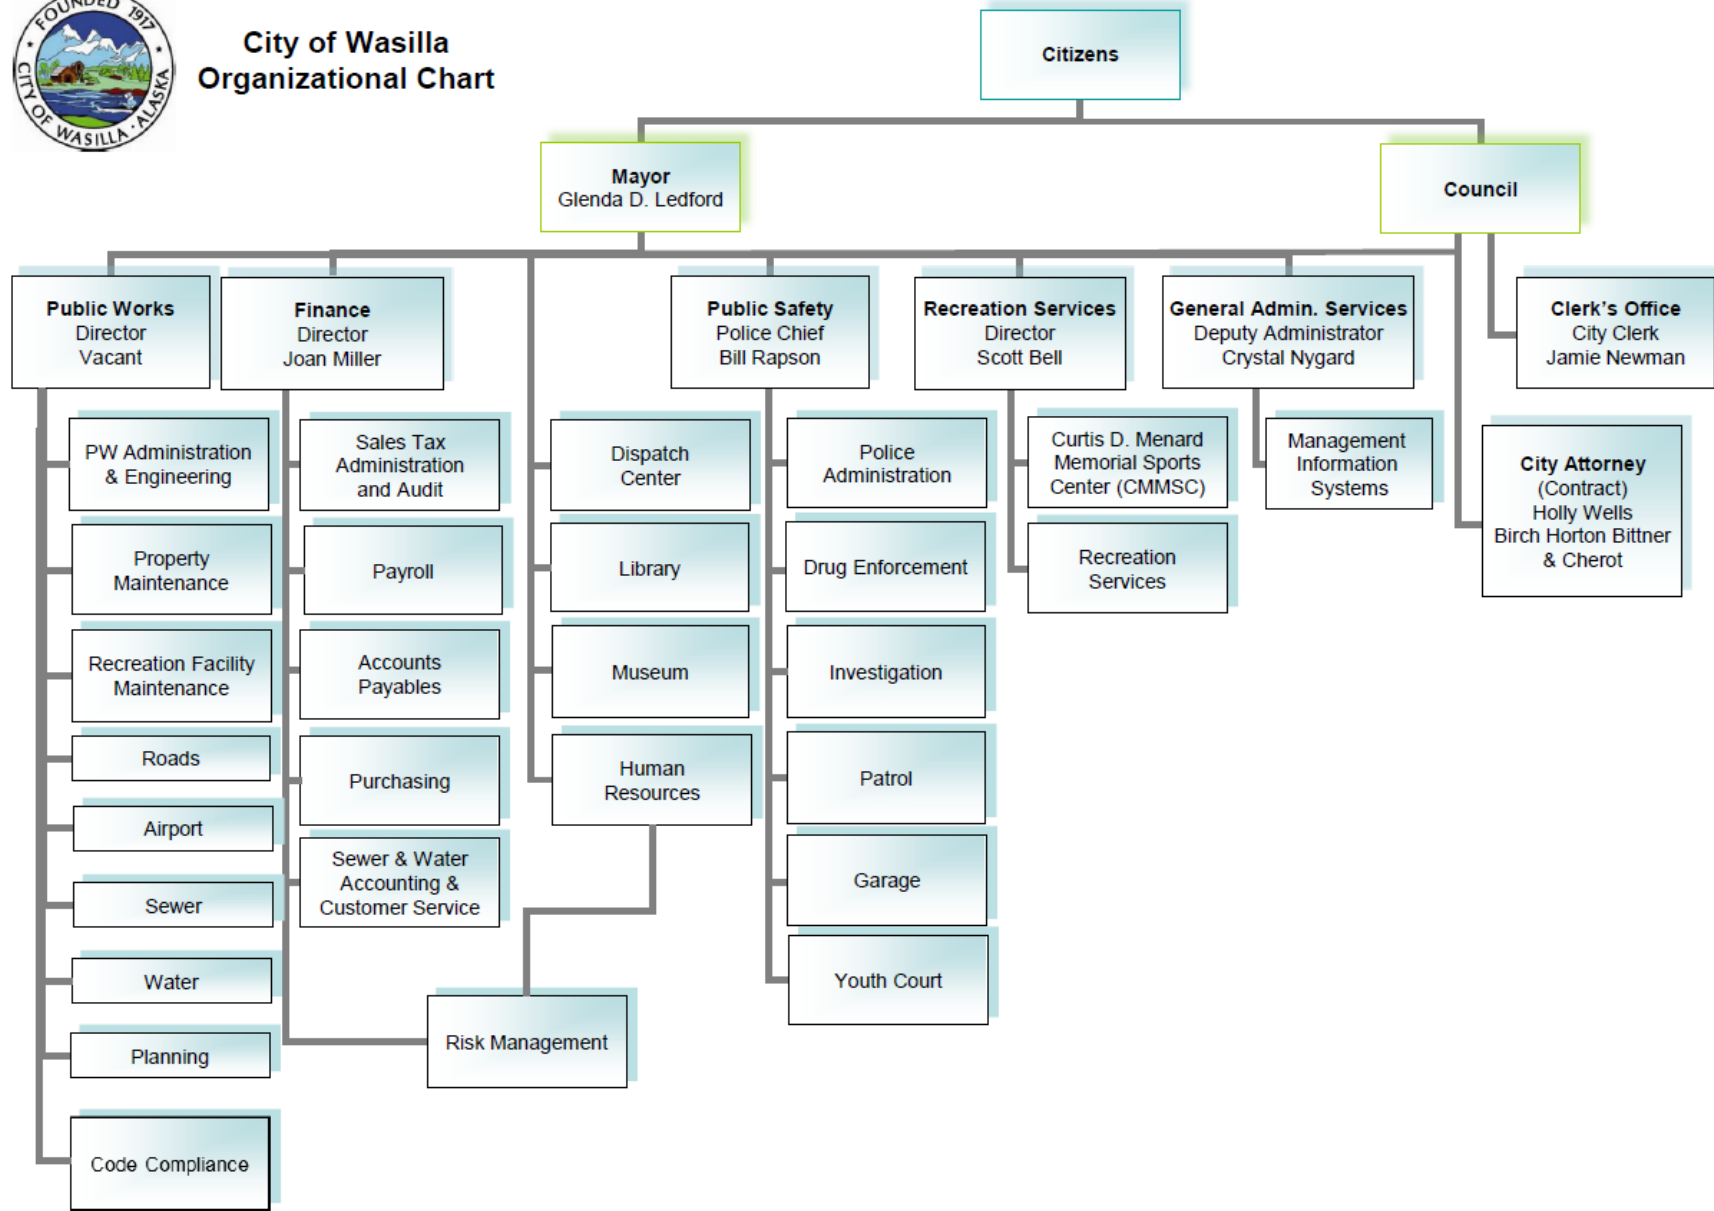 FOUNDED 1917
CITY OF WASILLA, ALASKA
City of Wasilla
Organizational Chart
Citizens
Mayor
Glenda D. Ledford
Council
Public Works
Director
Vacant
Finance
Director
Joan Miller
Public Safety
Police Chief
Bill Rapson
Recreation Services
Director
Scott Bell
General Admin. Services
Deputy Administrator
Crystal Nygard
Clerk's Office
City Clerk
Jamie Newman
PW Administration
& Engineering
Property
Maintenance
Recreation Facility
Maintenance
Roads
Airport
Sewer
Water
Planning
Code Compliance
Sales Tax
Administration
and Audit
Payroll
Accounts
Payables
Purchasing
Sewer & Water
Accounting &
Customer Service
Dispatch
Center
Library
Museum
Human
Resources
Risk Management
Police
Administration
Drug Enforcement
Investigation
Patrol
Garage
Youth Court
Curtis D. Menard
Memorial Sports
Center (CMMSC)
Recreation
Services
Management
Information
Systems
City Attorney
(Contract)
Holly Wells
Birch Horton Bittner
& Cherot